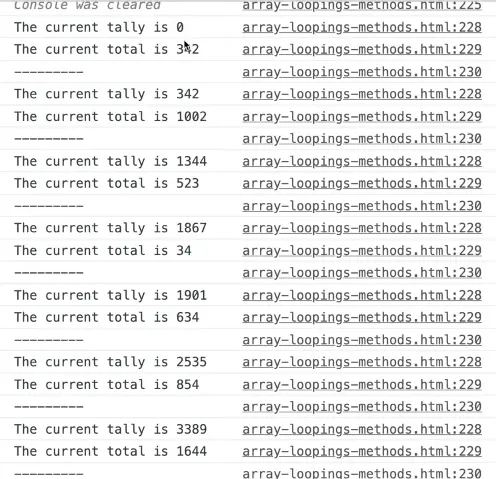 Console was cleared array-loopings-methods.html:225
The current tally is 0 array-loopings-methods.html:228
The current total is 342 array-loopings-methods.html:229
--------- array-loopings-methods.html:230
The current tally is 342 array-loopings-methods.html:228
The current total is 1002 array-loopings-methods.html:229
--------- array-loopings-methods.html:230
The current tally is 1344 array-loopings-methods.html:228
The current total is 523 array-loopings-methods.html:229
--------- array-loopings-methods.html:230
The current tally is 1867 array-loopings-methods.html:228
The current total is 34 array-loopings-methods.html:229
--------- array-loopings-methods.html:230
The current tally is 1901 array-loopings-methods.html:228
The current total is 634 array-loopings-methods.html:229
--------- array-loopings-methods.html:230
The current tally is 2535 array-loopings-methods.html:228
The current total is 854 array-loopings-methods.html:229
--------- array-loopings-methods.html:230
The current tally is 3389 array-loopings-methods.html:228
The current total is 1644 array-loopings-methods.html:229
--------- array-loopings-methods.html:230